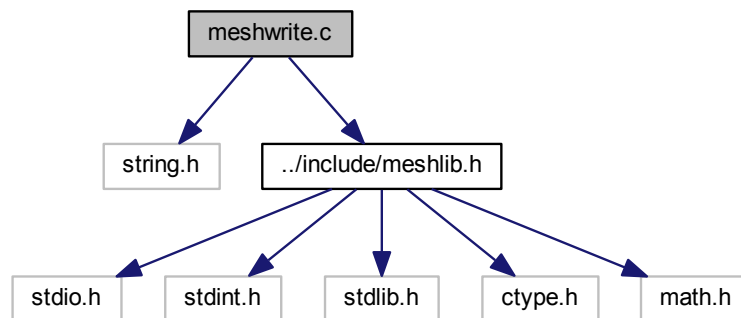 meshwrite.c
string.h
../include/meshlib.h
stdio.h
stdint.h
stdlib.h
ctype.h
math.h